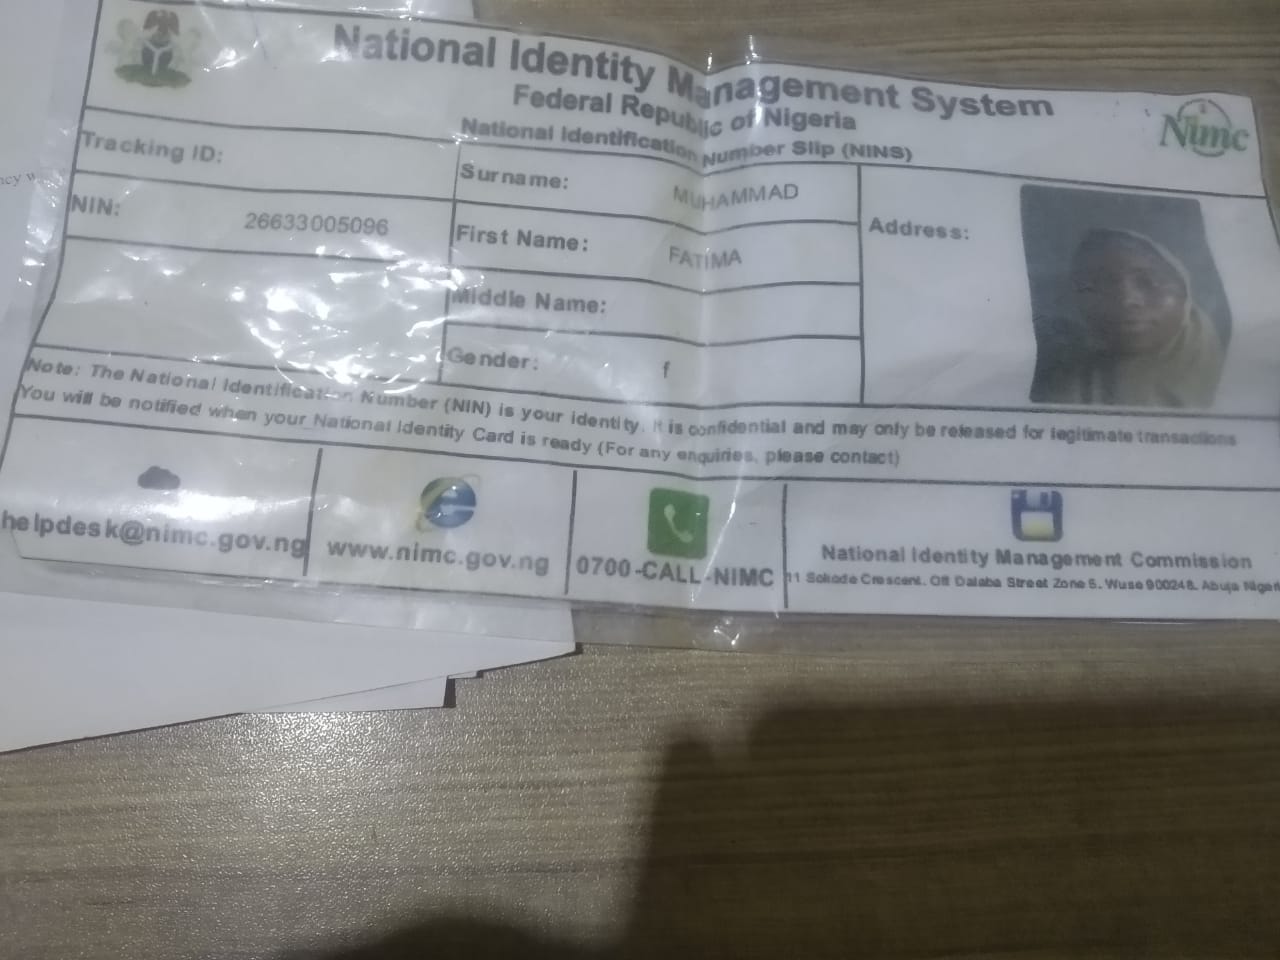 National Identity Management System
Federal Republic of Nigeria
National Identification Number Slip (NINS)
Nimc
Tracking ID:
Surname: MUHAMMAD
Address:
NIN: 26633005096
First Name: FATIMA
Middle Name:
Gender: f
Note: The National Identification Number (NIN) is your identity. It is confidential and may only be released for legitimate transactions
You will be notified when your National Identity Card is ready (For any enquiries, please contact)
helpdesk@nimc.gov.ng
www.nimc.gov.ng
0700-CALL-NIMC
National Identity Management Commission
11 Sokode Crescent. Off Dalaba Street Zone 5. Wuse 900248. Abuja